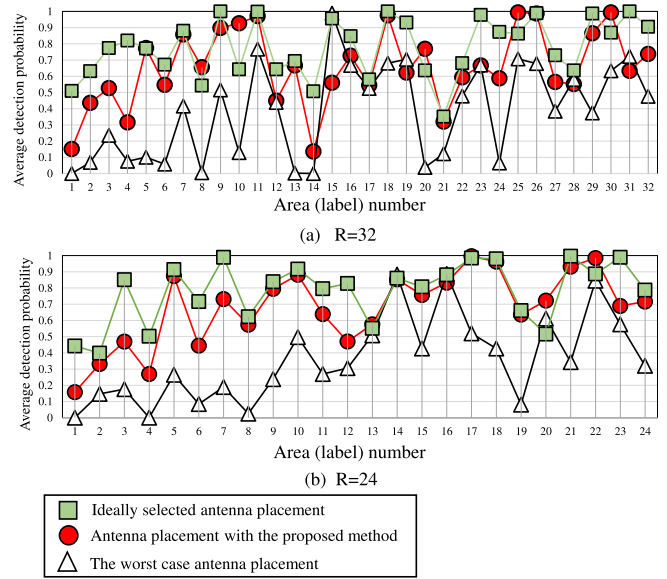 Average detection probability
1
0.9
0.8
0.7
0.6
0.5
0.4
0.3
0.2
0.1
0
1 2 3 4 5 6 7 8 9 10 11 12 13 14 15 16 17 18 19 20 21 22 23 24 25 26 27 28 29 30 31 32
Area (label) number
(a) R=32
Average detection probability
1
0.9
0.8
0.7
0.6
0.5
0.4
0.3
0.2
0.1
0
1 2 3 4 5 6 7 8 9 10 11 12 13 14 15 16 17 18 19 20 21 22 23 24
Area (label) number
(b) R=24
Ideally selected antenna placement
Antenna placement with the proposed method
The worst case antenna placement